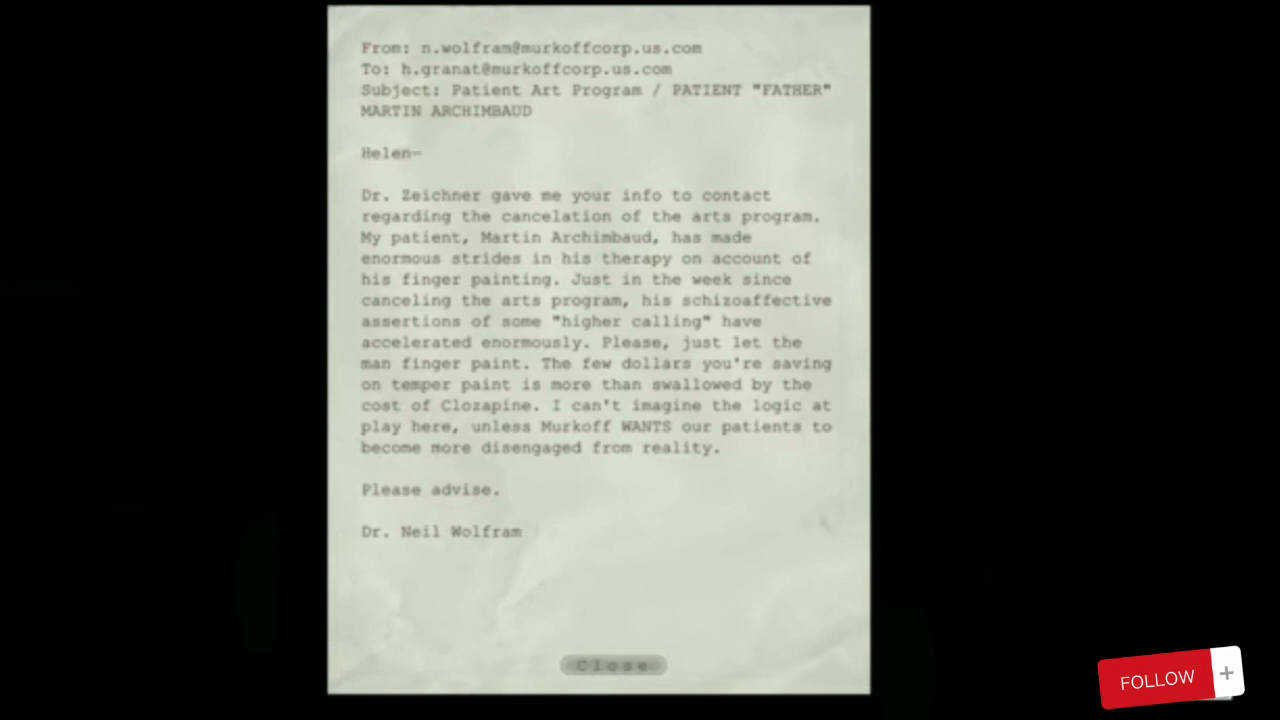 From: n.wolfram@murkoffcorp.us.com
To: h.granat@murkoffcorp.us.com
Subject: Patient Art Program / PATIENT "FATHER"
MARTIN ARCHIMBAUD
Helen—
Dr. Zeichner gave me your info to contact
regarding the cancelation of the arts program.
My patient, Martin Archimbaud, has made
enormous strides in his therapy on account of
his finger painting. Just in the week since
canceling the arts program, his schizoaffective
assertions of some "higher calling" have
accelerated enormously. Please, just let the
man finger paint. The few dollars you're saving
on temper paint is more than swallowed by the
cost of Clozapine. I can't imagine the logic at
play here, unless Murkoff WANTS our patients to
become more disengaged from reality.
Please advise.
Dr. Neil Wolfram
Close
FOLLOW +